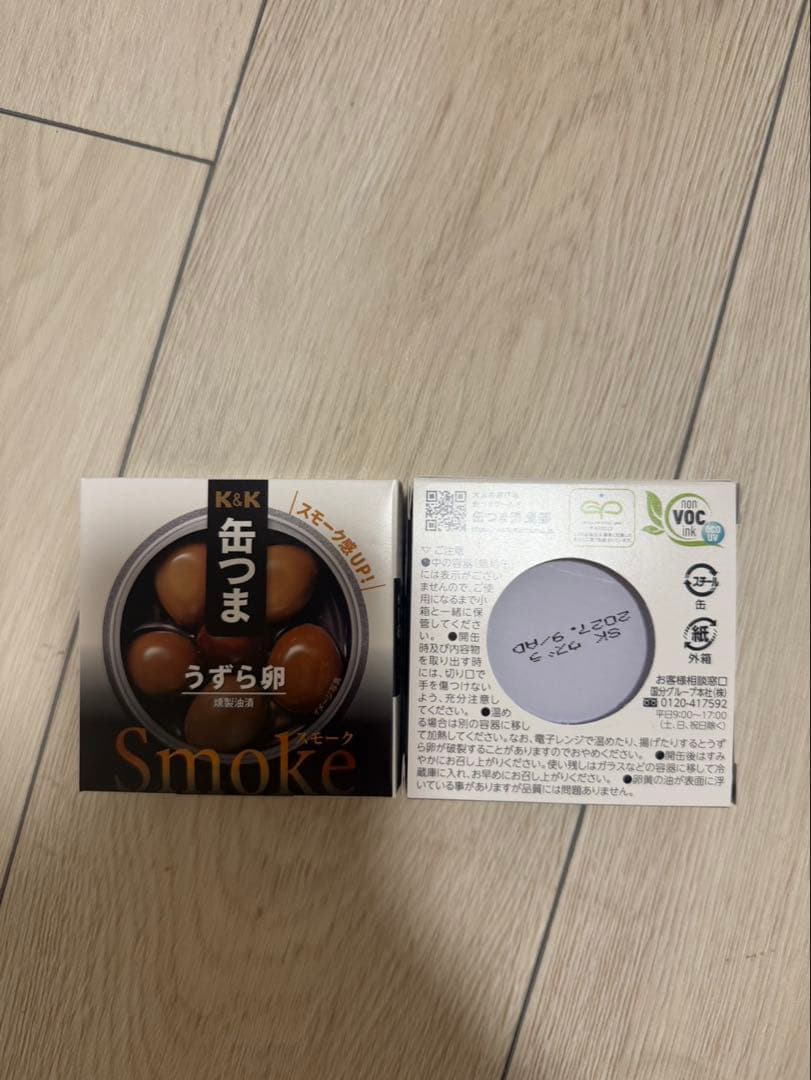 K&K
缶つま
スモーク感UP!
うずら卵
燻製油漬
イメージ写真
スモーク
Smoke
缶つま倶楽部
non
VOC
ink
eco
UV
▽ ご注意
●中の容器
には表示がござい
ませんので、ご使
用になるまで小
箱と一緒に保
管してくださ
い。 ●開缶
時及び内容物
を取り出す時
には、切り口で
手を傷つけない
よう、充分注意し
てください。 ●温め
る場合は別の容器に移し
て加熱してください。なお、電子レンジで温めたり、揚げたりするとうず
ら卵が破裂することがありますのでおやめください。 ●開缶後はすみ
やかにお召し上がりください。使い残しはガラスなどの容器に移して冷
蔵庫に入れ、お早めにお召し上がりください。 ●卵黄の油が表面に浮
いている事がありますが品質には問題ありません。
SK ウズ 3
2027. 9/AD
スチール
缶
紙
外箱
お客様相談窓口
国分グループ本社(株)
0120-417592
平日9:00〜17:00
(土、日、祝日除く)